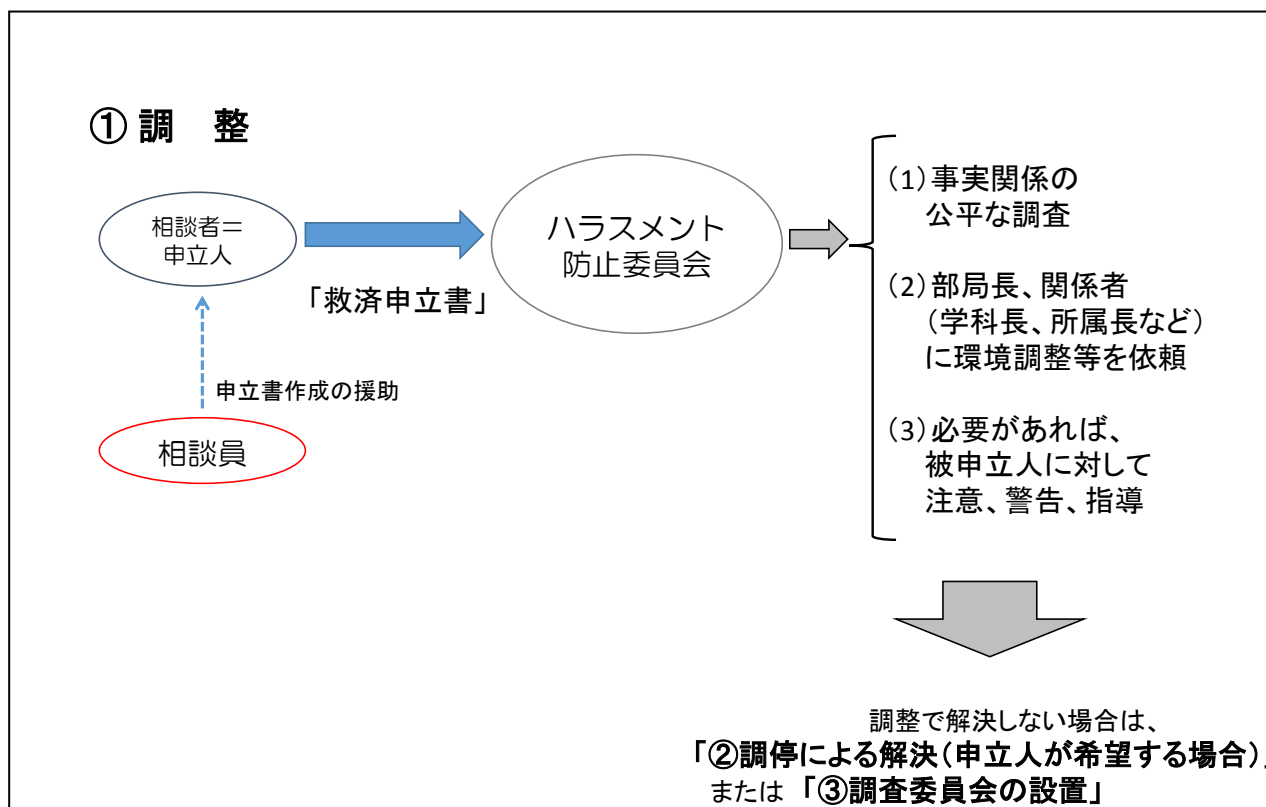 ①調　整
相談者＝
申立人
「救済申立書」
申立書作成の援助
相談員
ハラスメント
防止委員会
(1)事実関係の
公平な調査
(2)部局長、関係者
（学科長、所属長など）
に環境調整等を依頼
(3)必要があれば、
被申立人に対して
注意、警告、指導
調整で解決しない場合は、
「②調停による解決（申立人が希望する場合）」
または 「③調査委員会の設置」